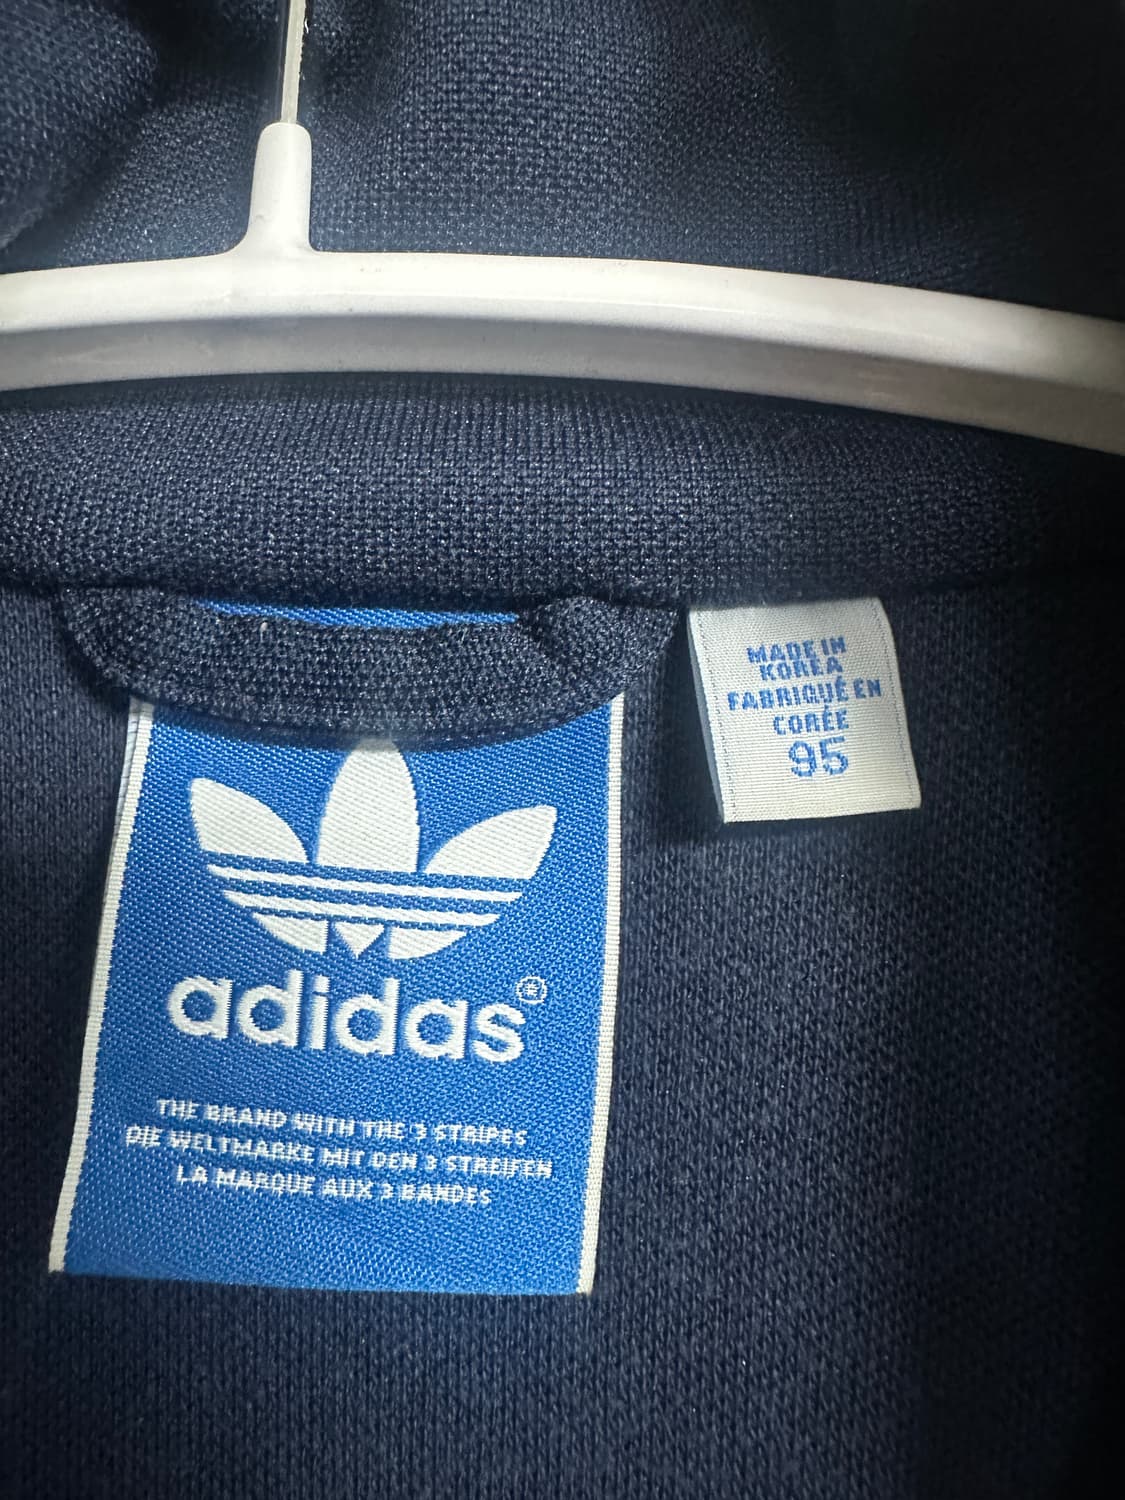 MADE IN
KOREA
FABRIQUÉ EN
CORÉE
95
adidas®
THE BRAND WITH THE 3 STRIPES
DIE WELTMARKE MIT DEN 3 STREIFEN
LA MARQUE AUX 3 BANDES